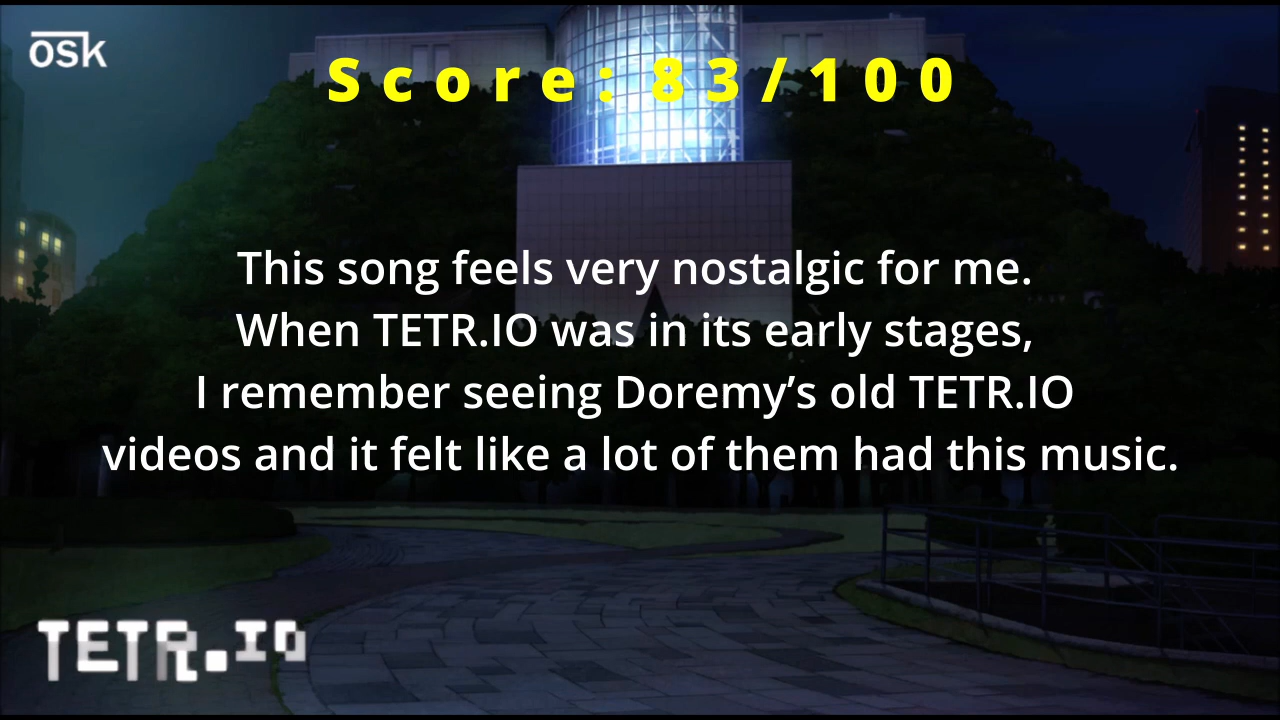 osk
Score: 83/100
This song feels very nostalgic for me.
When TETR.IO was in its early stages,
I remember seeing Doremy’s old TETR.IO
videos and it felt like a lot of them had this music.
TETR.IO